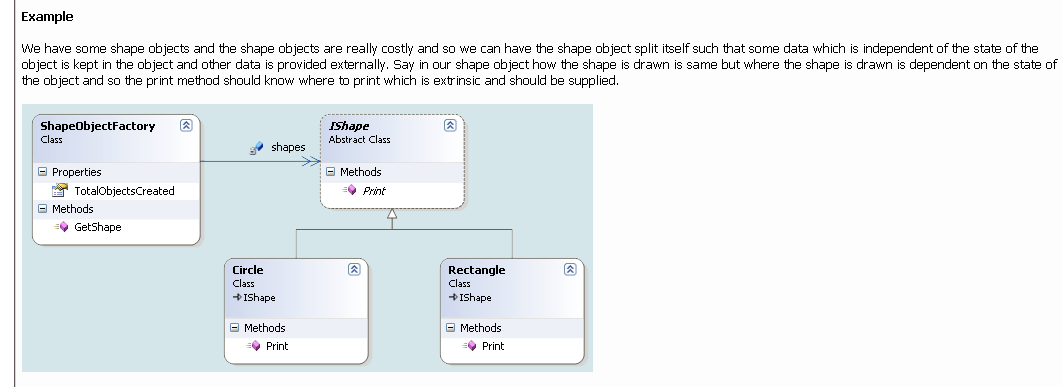 Example
We have some shape objects and the shape objects are really costly and so we can have the shape object split itself such that some data which is independent of the state of the
object is kept in the object and other data is provided externally. Say in our shape object how the shape is drawn is same but where the shape is drawn is dependent on the state of
the object and so the print method should know where to print which is extrinsic and should be supplied.
ShapeObjectFactory
Class
Properties
TotalObjectsCreated
Methods
GetShape
shapes
IShape
Abstract Class
Methods
Print
Circle
Class
IShape
Methods
Print
Rectangle
Class
IShape
Methods
Print